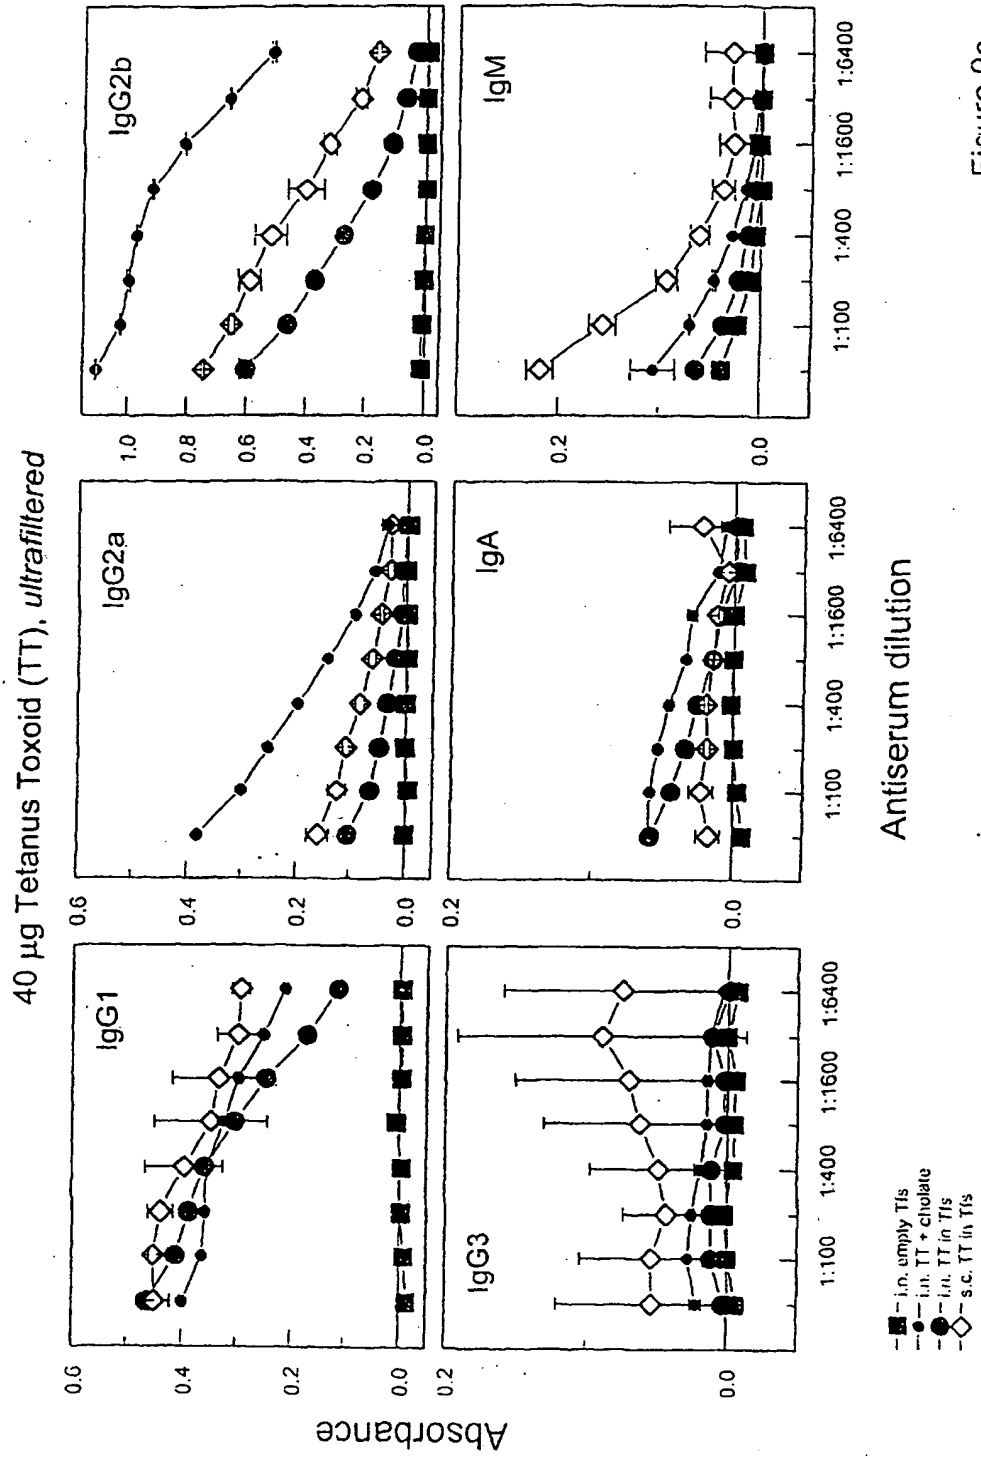 40 µg Tetanus Toxoid (TT), ultrafiltered
Absorbance
IgG1
0.6
0.4
0.2
0.0
IgG2a
0.6
0.4
0.2
0.0
IgG2b
1.0
0.8
0.6
0.4
0.2
0.0
IgG3
0.2
0.0
1:100
1:400
1:1600
1:6400
IgA
0.2
0.0
1:100
1:400
1:1600
1:6400
IgM
0.2
0.0
1:100
1:400
1:1600
1:6400
Antiserum dilution
i.n. empty Tfs
i.n. TT + cholate
i.n. TT in Tfs
s.c. TT in Tfs